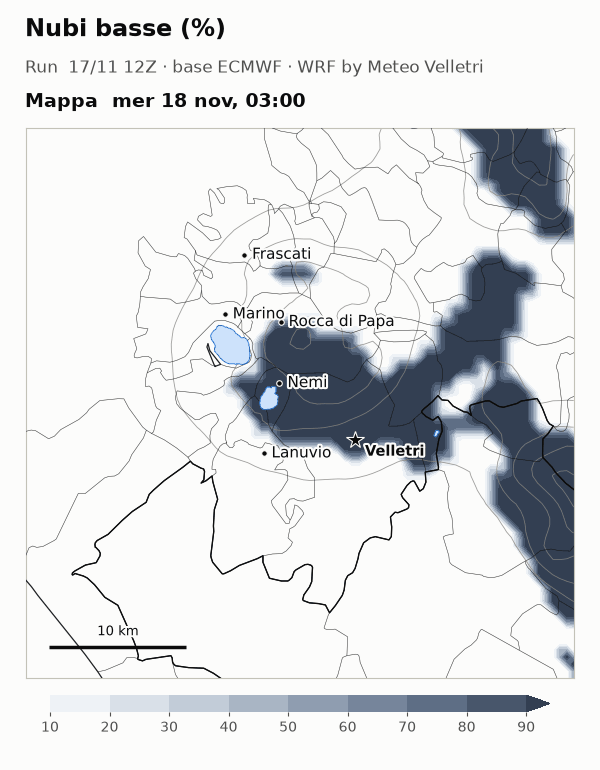 Nubi basse (%)
Run  17/11 12Z · base ECMWF · WRF by Meteo Velletri
Mappa  mer 18 nov, 03:00
Frascati
Marino
Rocca di Papa
Nemi
Velletri
Lanuvio
10 km
10 20 30 40 50 60 70 80 90